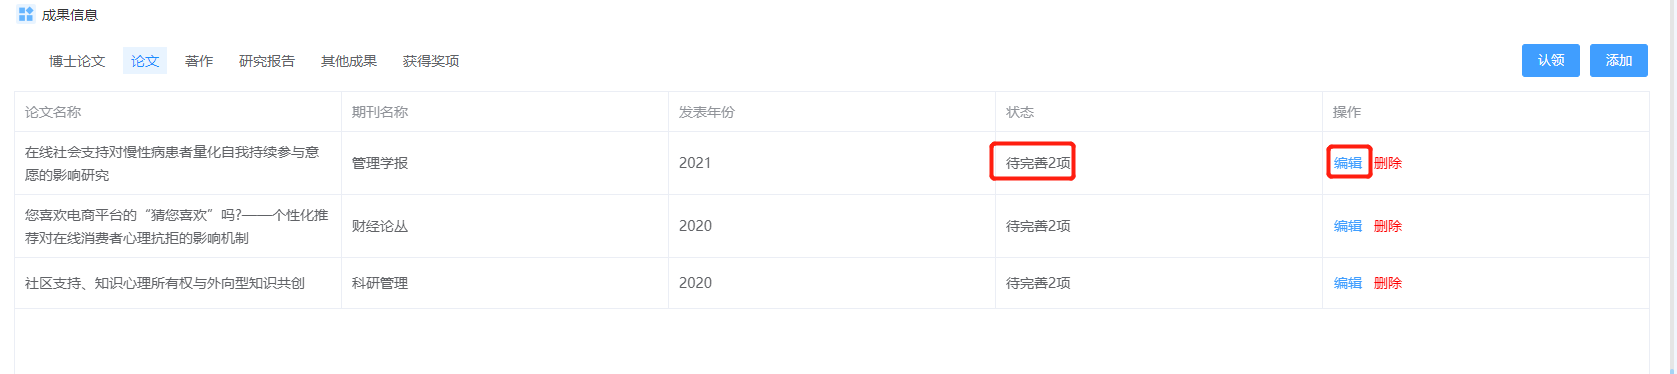 成果信息
博士论文 论文 著作 研究报告 其他成果 获得奖项 认领 添加
论文名称 期刊名称 发表年份 状态 操作
在线社会支持对慢性病患者量化自我持续参与意
愿的影响研究
管理学报 2021 待完善2项 编辑 删除
您喜欢电商平台的“猜您喜欢”吗?——个性化推
荐对在线消费者心理抗拒的影响机制
财经论丛 2020 待完善2项 编辑 删除
社区支持、知识心理所有权与外向型知识共创 科研管理 2020 待完善2项 编辑 删除